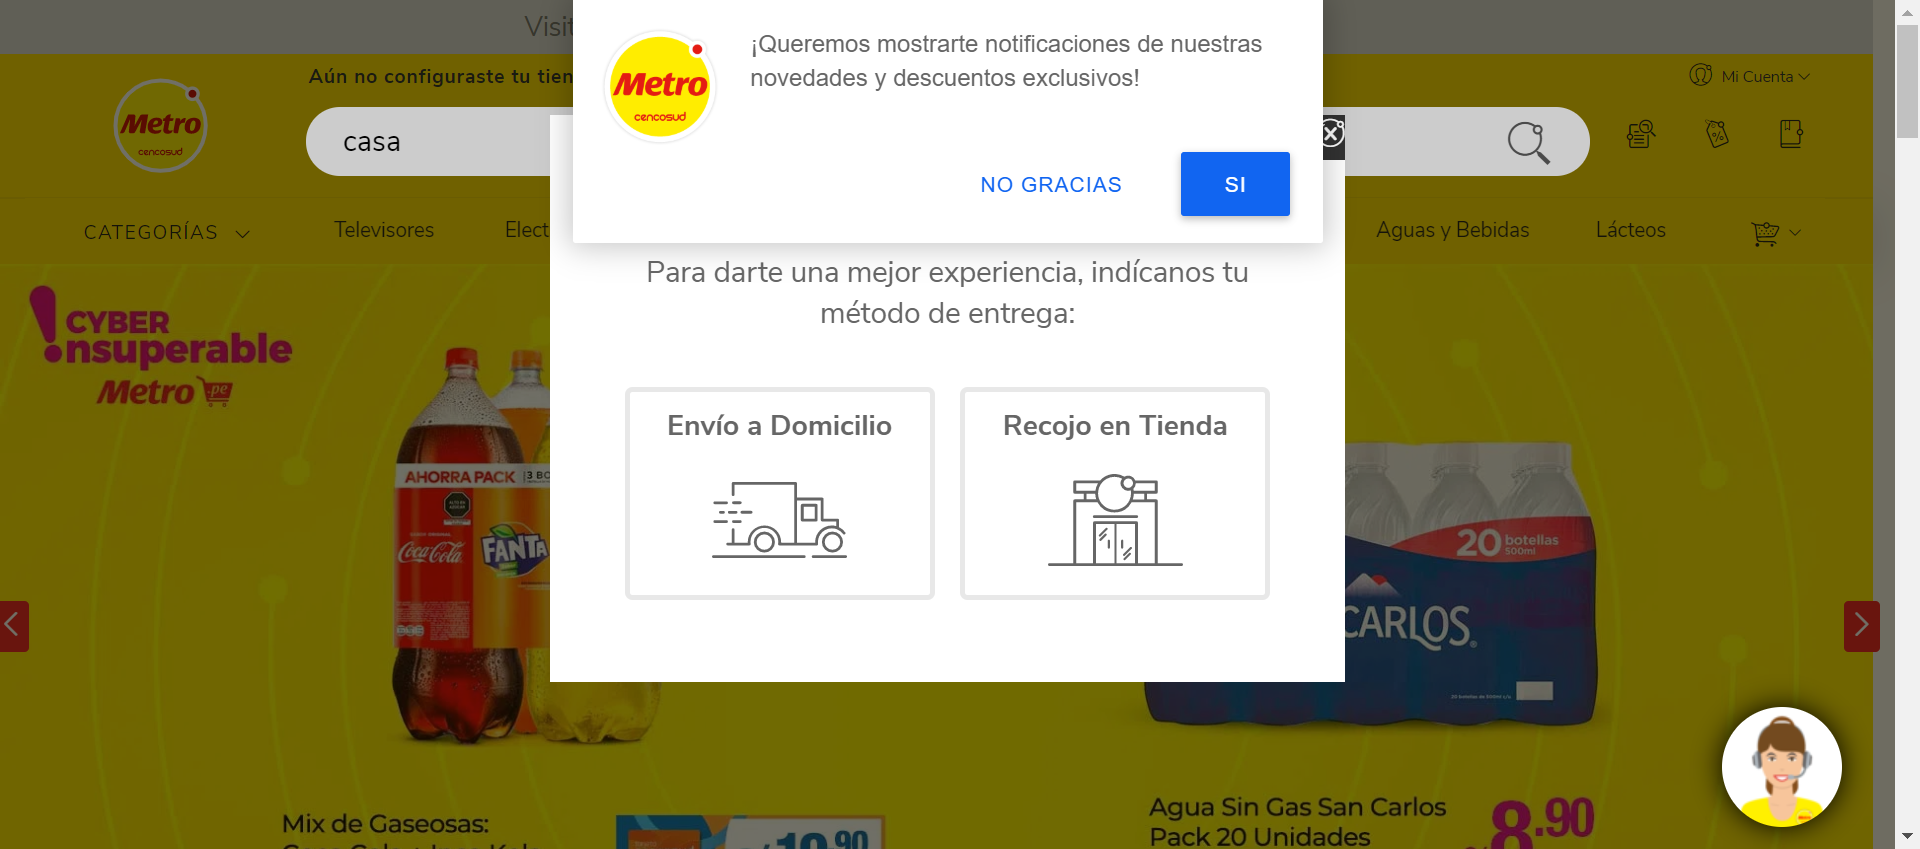 Visit
¡Queremos mostrarte notificaciones de nuestras
novedades y descuentos exclusivos!
Metro
cencosud
NO GRACIAS
SI
Aún no configuraste tu tien
Mi Cuenta
Metro
cencosud
casa
CATEGORÍAS
Televisores
Elect
Aguas y Bebidas
Lácteos
Para darte una mejor experiencia, indícanos tu
método de entrega:
Envío a Domicilio
Recojo en Tienda
!CYBER
nsuperable
Metro .pe
AHORRA PACK 3 BO
Coca-Cola
FANTA
20 botellas
500ml
CARLOS
Mix de Gaseosas:
10.90
Agua Sin Gas San Carlos
Pack 20 Unidades
8.90